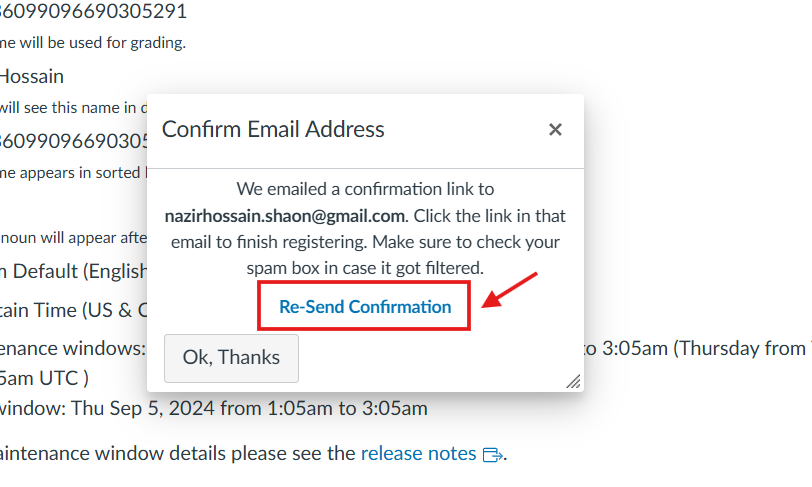 36099096690305291
me will be used for grading.
Hossain
will see this name in d
Confirm Email Address
×
36099096690305
me appears in sorted
We emailed a confirmation link to
nazirhossain.shaon@gmail.com. Click the link in that
noun will appear afte
email to finish registering. Make sure to check your
m Default (English
spam box in case it got filtered.
tain Time (US & C
Re-Send Confirmation
enance windows:
to 3:05am (Thursday from
Ok, Thanks
5am UTC )
window: Thu Sep 5, 2024 from 1:05am to 3:05am
aintenance window details please see the release notes.